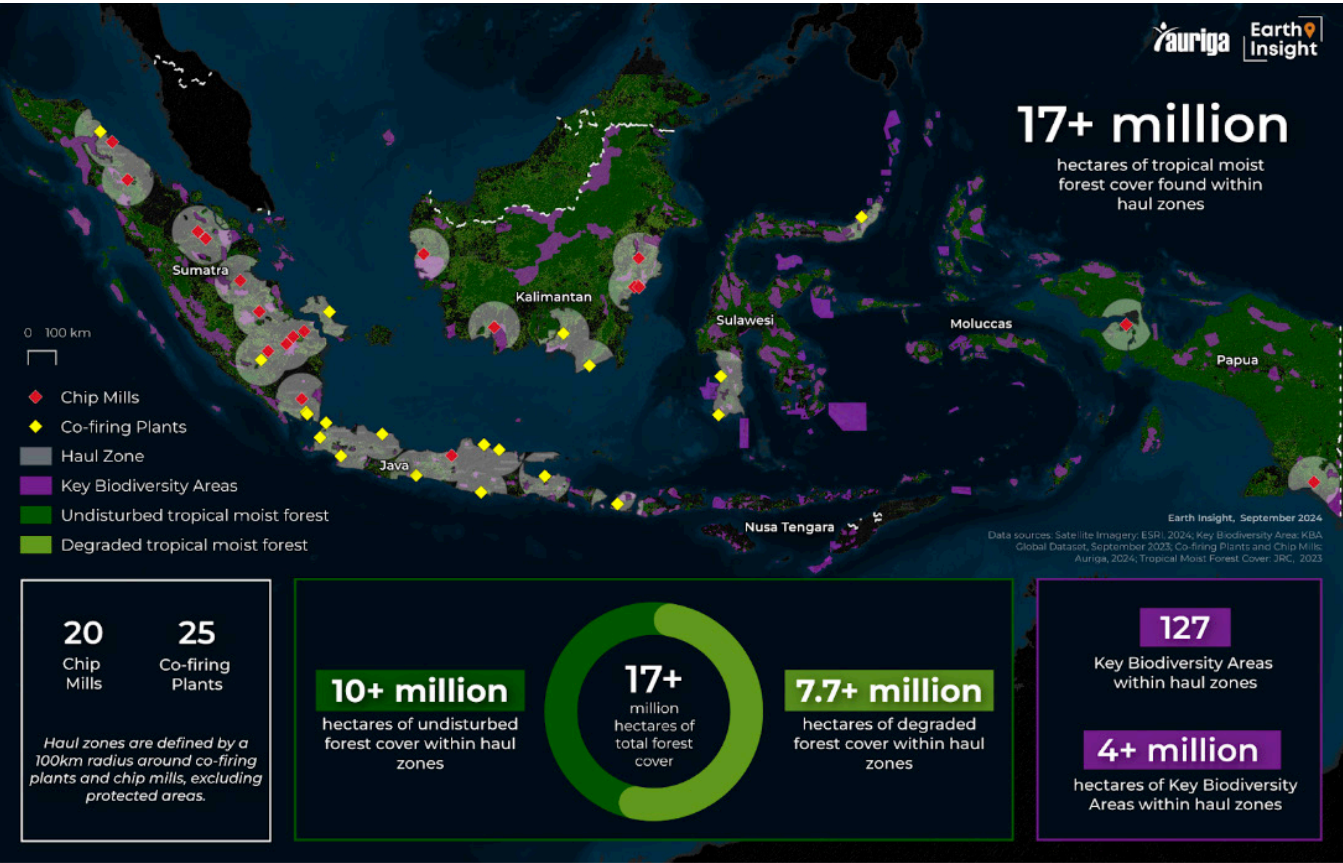 auriga
Earth
Insight
17+ million
hectares of tropical moist
forest cover found within
haul zones
Sumatra
Kalimantan
Sulawesi
Moluccas
Papua
Java
Nusa Tengara
0 100 km
Chip Mills
Co-firing Plants
Haul Zone
Key Biodiversity Areas
Undisturbed tropical moist forest
Degraded tropical moist forest
Earth Insight, September 2024
Data sources: Satellite Imagery: ESRI, 2024; Key Biodiversity Area: KBA
Global Dataset, September 2023; Co-firing Plants and Chip Mills:
Auriga, 2024; Tropical Moist Forest Cover: JRC, 2023
20
Chip
Mills
25
Co-firing
Plants
Haul zones are defined by a
100km radius around co-firing
plants and chip mills, excluding
protected areas.
10+ million
hectares of undisturbed
forest cover within haul
zones
17+
million
hectares of
total forest
cover
7.7+ million
hectares of degraded
forest cover within haul
zones
127
Key Biodiversity Areas
within haul zones
4+ million
hectares of Key Biodiversity
Areas within haul zones